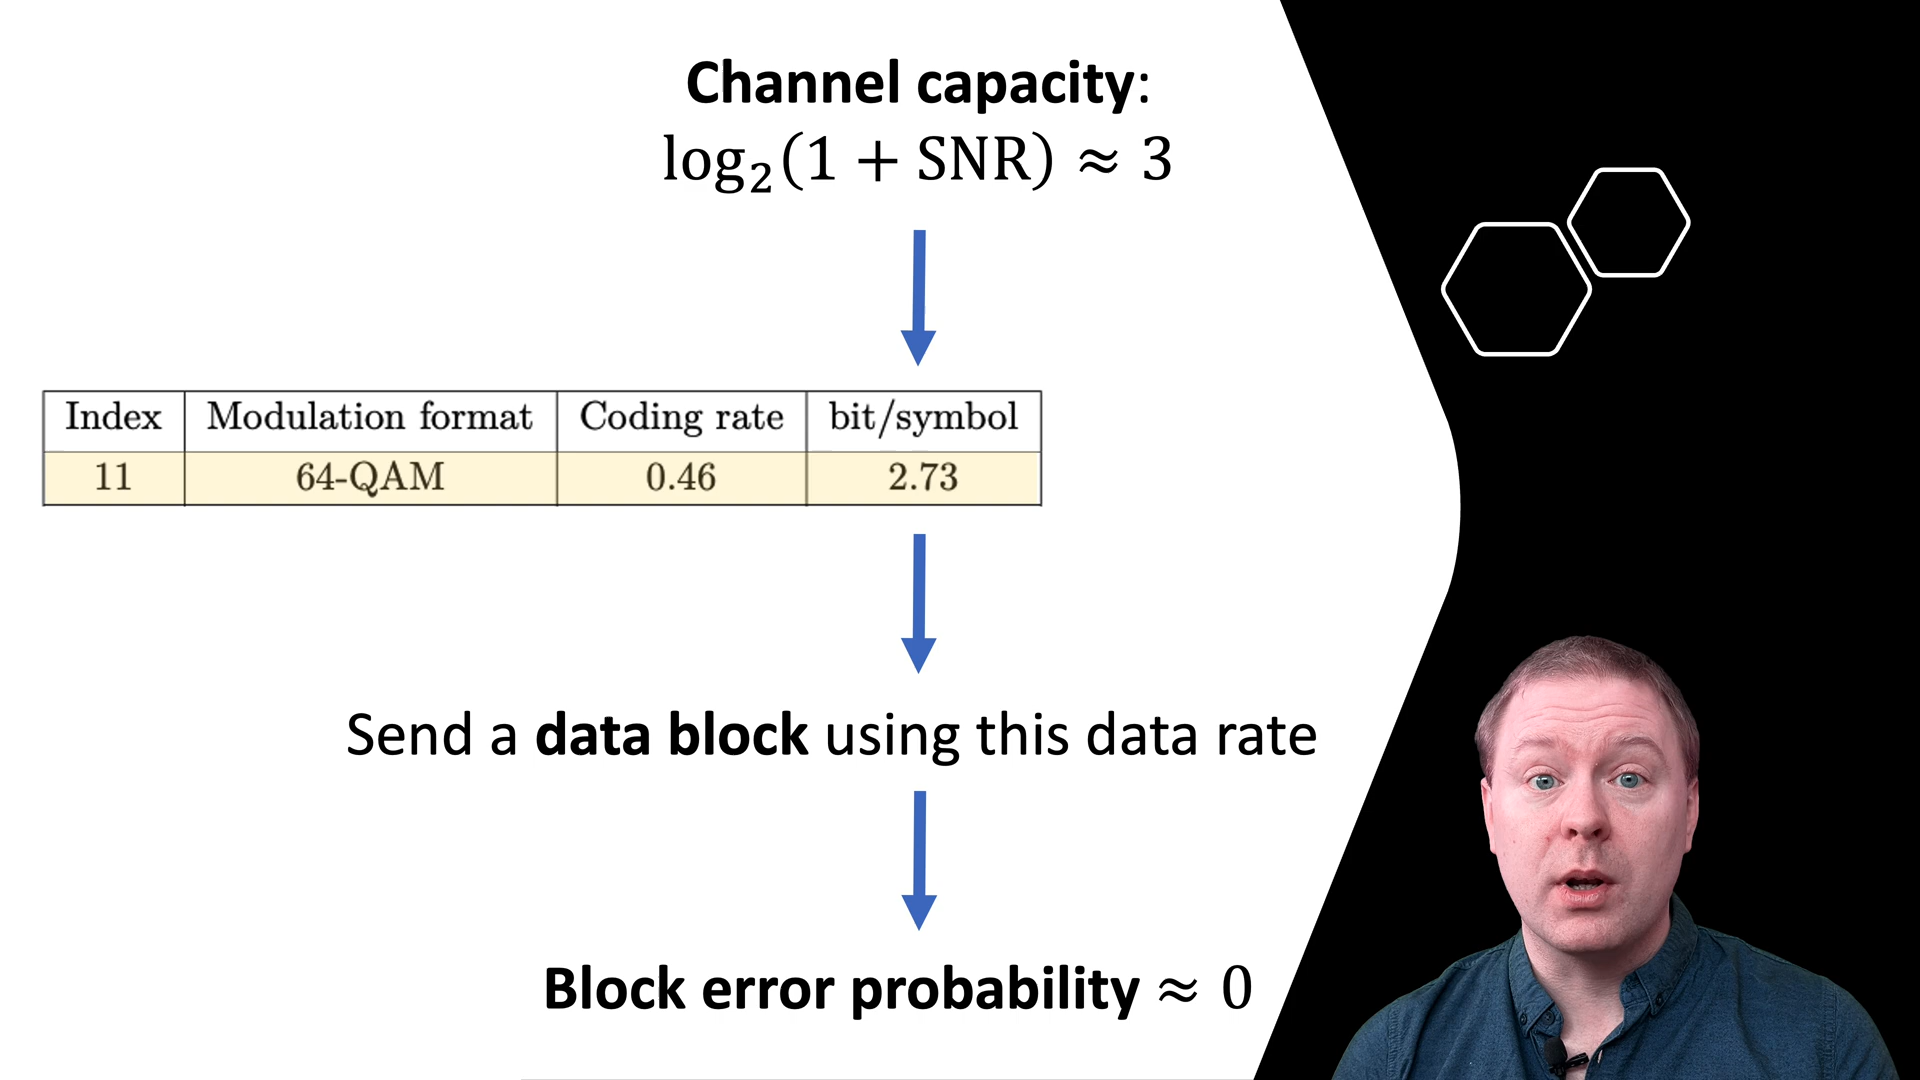 Channel capacity:
log₂(1 + SNR) ≈ 3
Index Modulation format Coding rate bit/symbol
11 64-QAM 0.46 2.73
Send a data block using this data rate
Block error probability ≈ 0